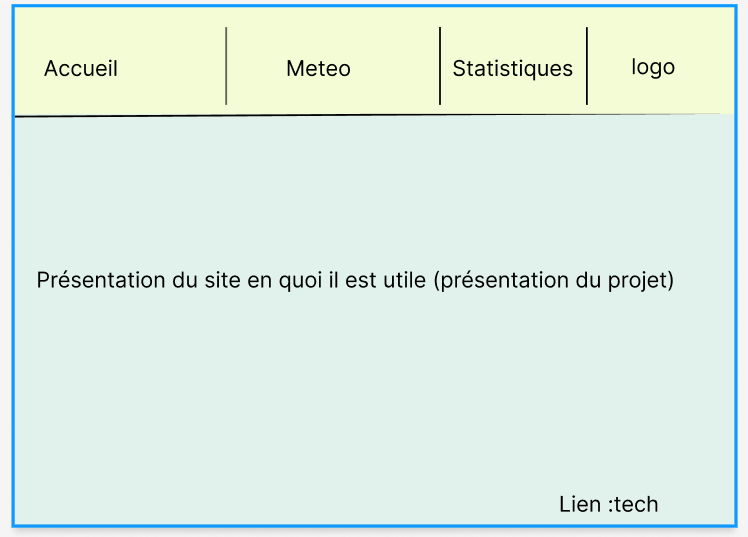 Accueil
Meteo
Statistiques
logo
Présentation du site en quoi il est utile (présentation du projet)
Lien :tech